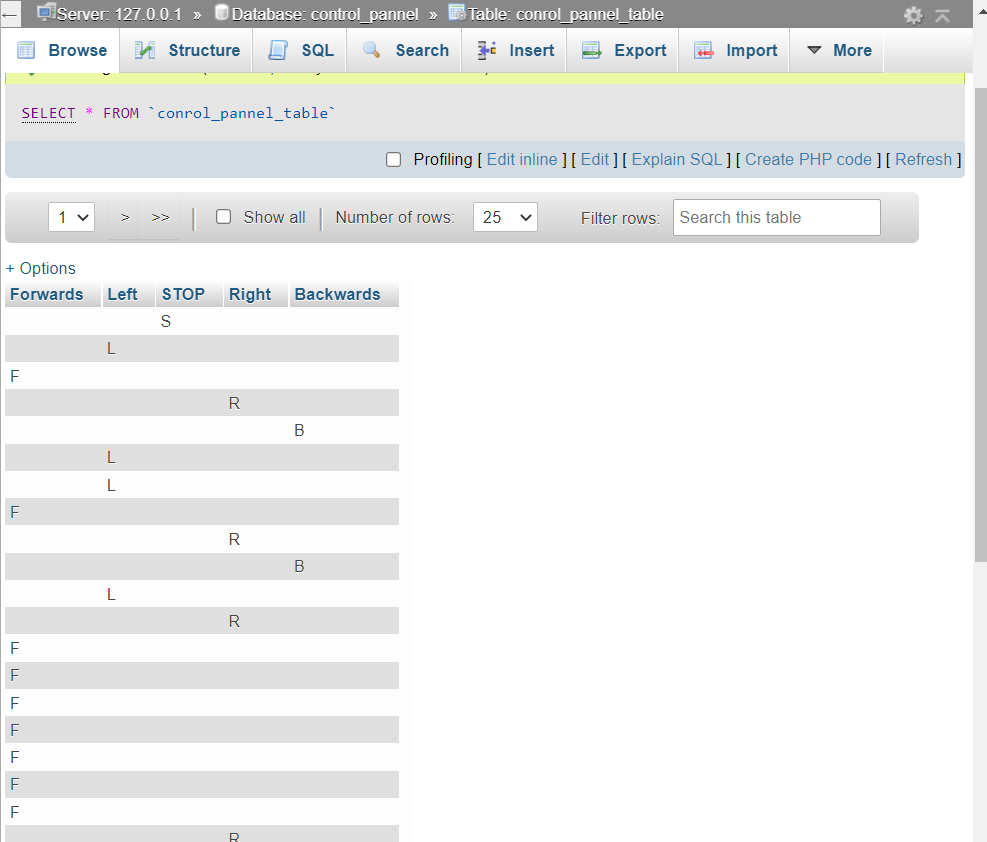 Server: 127.0.0.1 » Database: control_pannel » Table: conrol_pannel_table
Browse Structure SQL Search Insert Export Import More
SELECT * FROM `conrol_pannel_table`
Profiling [ Edit inline ] [ Edit ] [ Explain SQL ] [ Create PHP code ] [ Refresh ]
1 > >> | Show all | Number of rows: 25 Filter rows: Search this table
+ Options
Forwards Left STOP Right Backwards
S
L
F
R
B
L
L
F
R
B
L
R
F
F
F
F
F
F
F
R